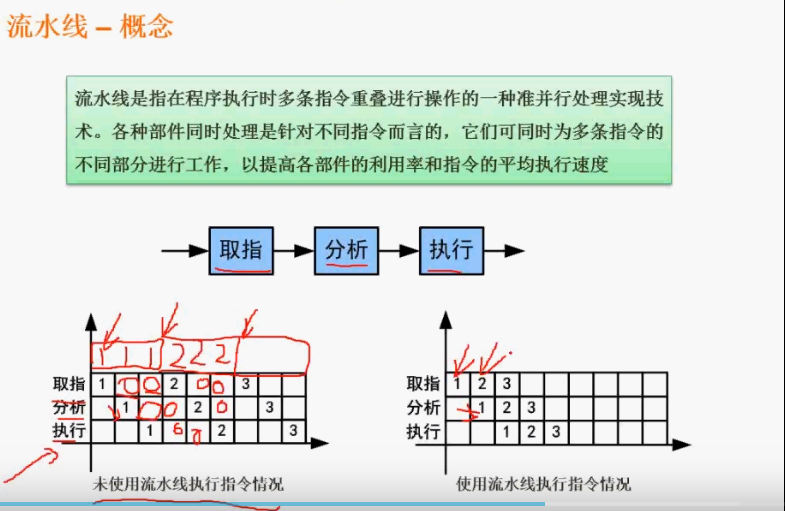 流水线 – 概念
流水线是指在程序执行时多条指令重叠进行操作的一种准并行处理实现技
术。各种部件同时处理是针对不同指令而言的，它们可同时为多条指令的
不同部分进行工作，以提高各部件的利用率和指令的平均执行速度
取指 分析 执行
1 1 1 2 2 2
取指 1 0 0 2 0 0 3
分析 1 0 0 2 0 3
执行 1 2 3
未使用流水线执行指令情况
取指 1 2 3
分析 1 2 3
执行 1 2 3
使用流水线执行指令情况